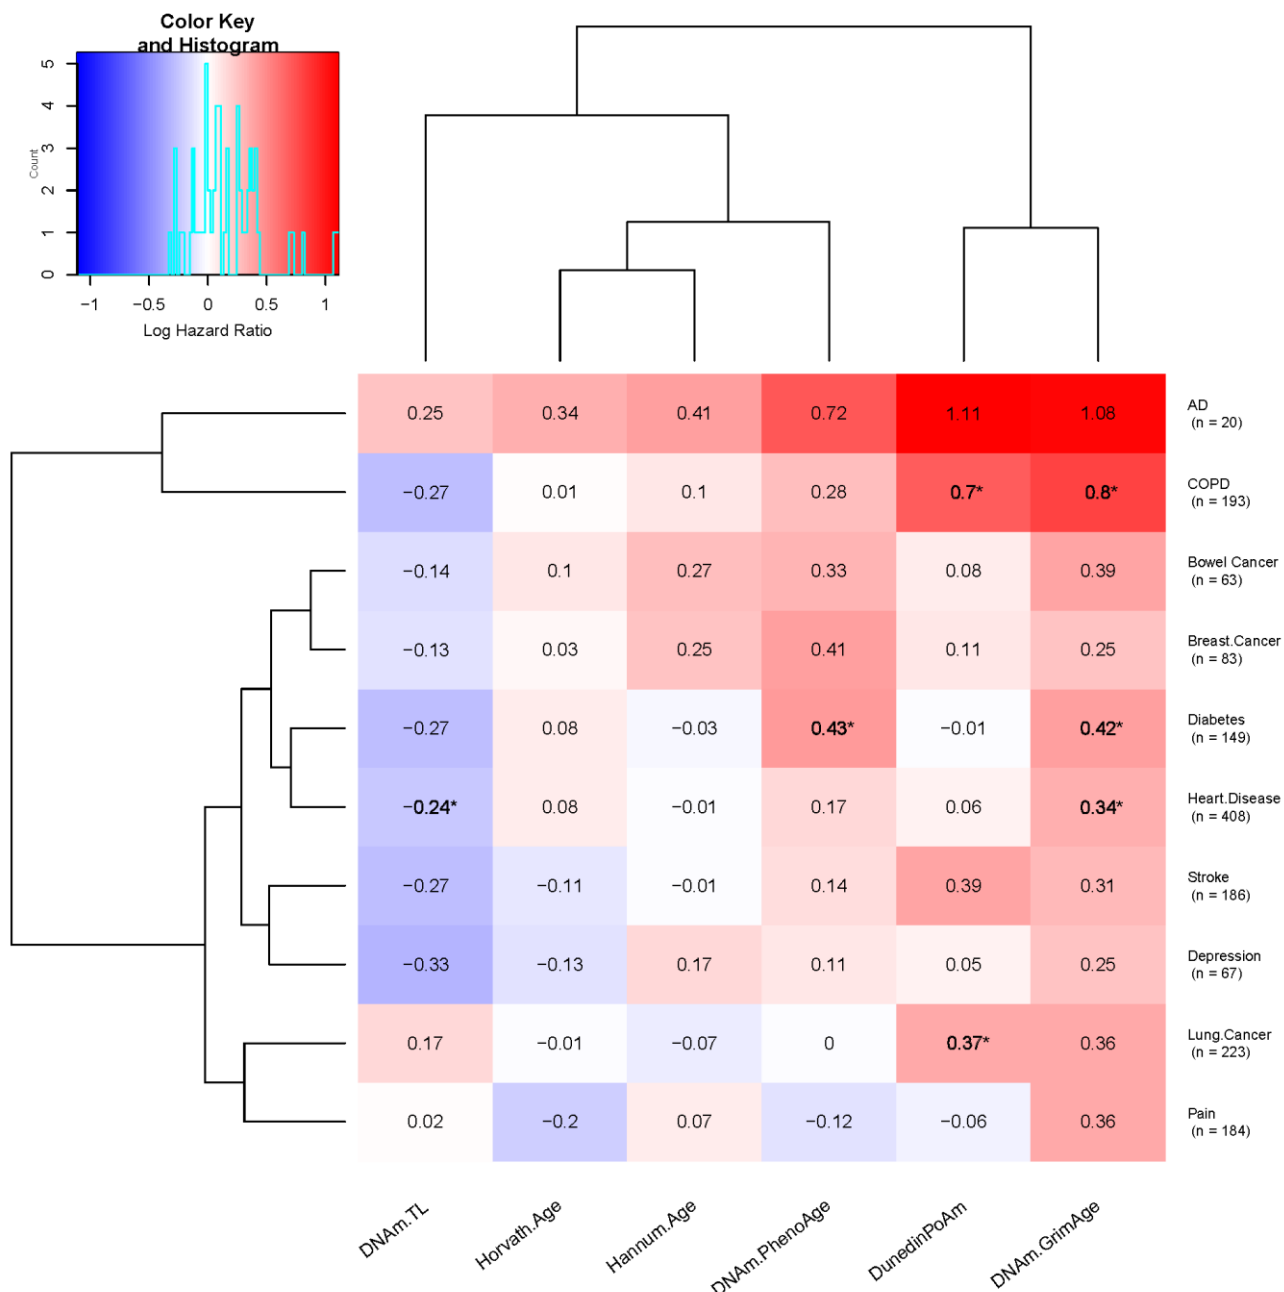 Color Key
and Histogram
5
4
3
2
1
0
Count
−1 −0.5 0 0.5 1
Log Hazard Ratio
0.25 0.34 0.41 0.72 1.11 1.08 AD
(n = 20)
−0.27 0.01 0.1 0.28 0.7* 0.8* COPD
(n = 193)
−0.14 0.1 0.27 0.33 0.08 0.39 Bowel Cancer
(n = 63)
−0.13 0.03 0.25 0.41 0.11 0.25 Breast.Cancer
(n = 83)
−0.27 0.08 −0.03 0.43* −0.01 0.42* Diabetes
(n = 149)
−0.24* 0.08 −0.01 0.17 0.06 0.34* Heart.Disease
(n = 408)
−0.27 −0.11 −0.01 0.14 0.39 0.31 Stroke
(n = 186)
−0.33 −0.13 0.17 0.11 0.05 0.25 Depression
(n = 67)
0.17 −0.01 −0.07 0 0.37* 0.36 Lung.Cancer
(n = 223)
0.02 −0.2 0.07 −0.12 −0.06 0.36 Pain
(n = 184)
DNAm.TL Horvath.Age Hannum.Age DNAm.PhenoAge DunedinPoAm DNAm.GrimAge